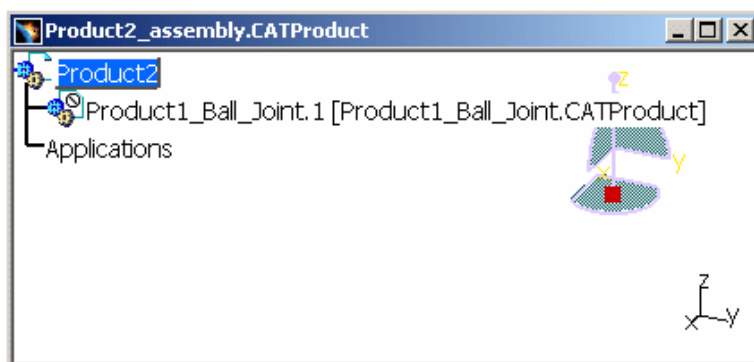 Product2_assembly.CATProduct
Product2
Product1_Ball_Joint.1 [Product1_Ball_Joint.CATProduct]
Applications
z
x
y
z
x
y